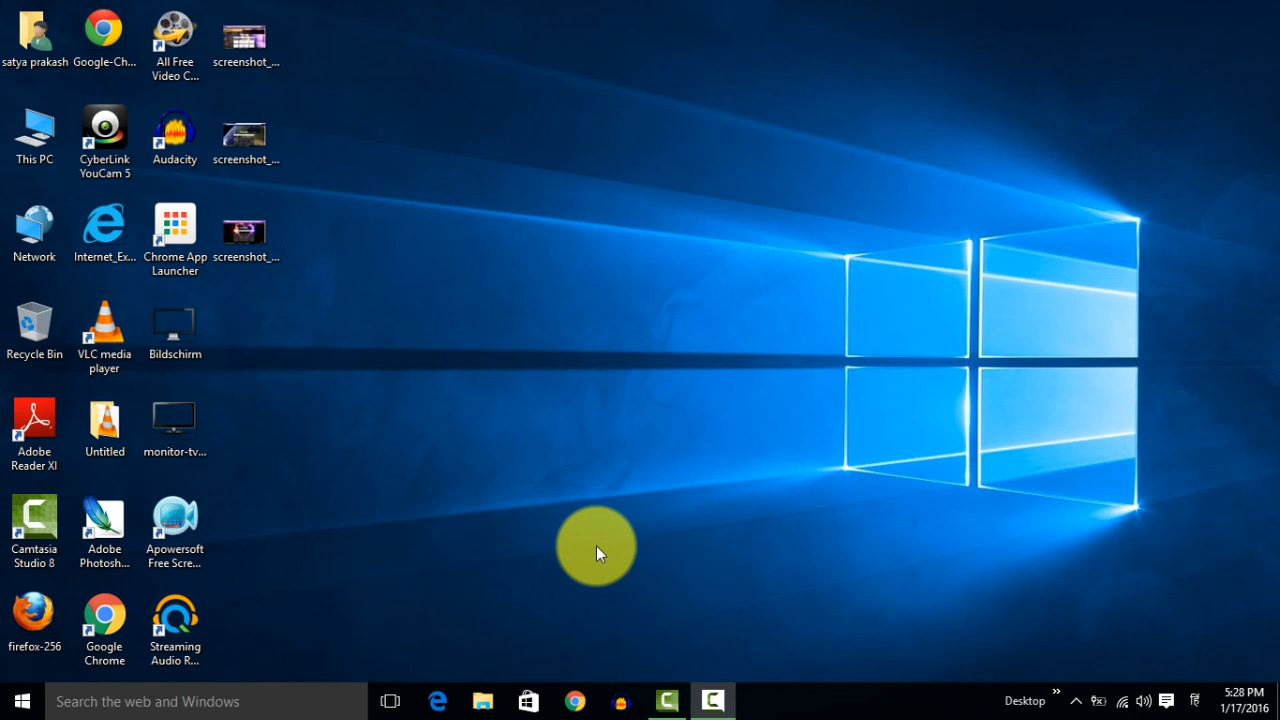 satya prakash
Google-Ch...
All Free
Video C...
screenshot_...
This PC
CyberLink
YouCam 5
Audacity
screenshot_...
Network
Internet_Ex...
Chrome App
Launcher
screenshot_...
Recycle Bin
VLC media
player
Bildschirm
Adobe
Reader XI
Untitled
monitor-tv...
Camtasia
Studio 8
Adobe
Photosh...
Apowersoft
Free Scre...
firefox-256
Google
Chrome
Streaming
Audio R...
Search the web and Windows
Desktop
हिं
5:28 PM
1/17/2016